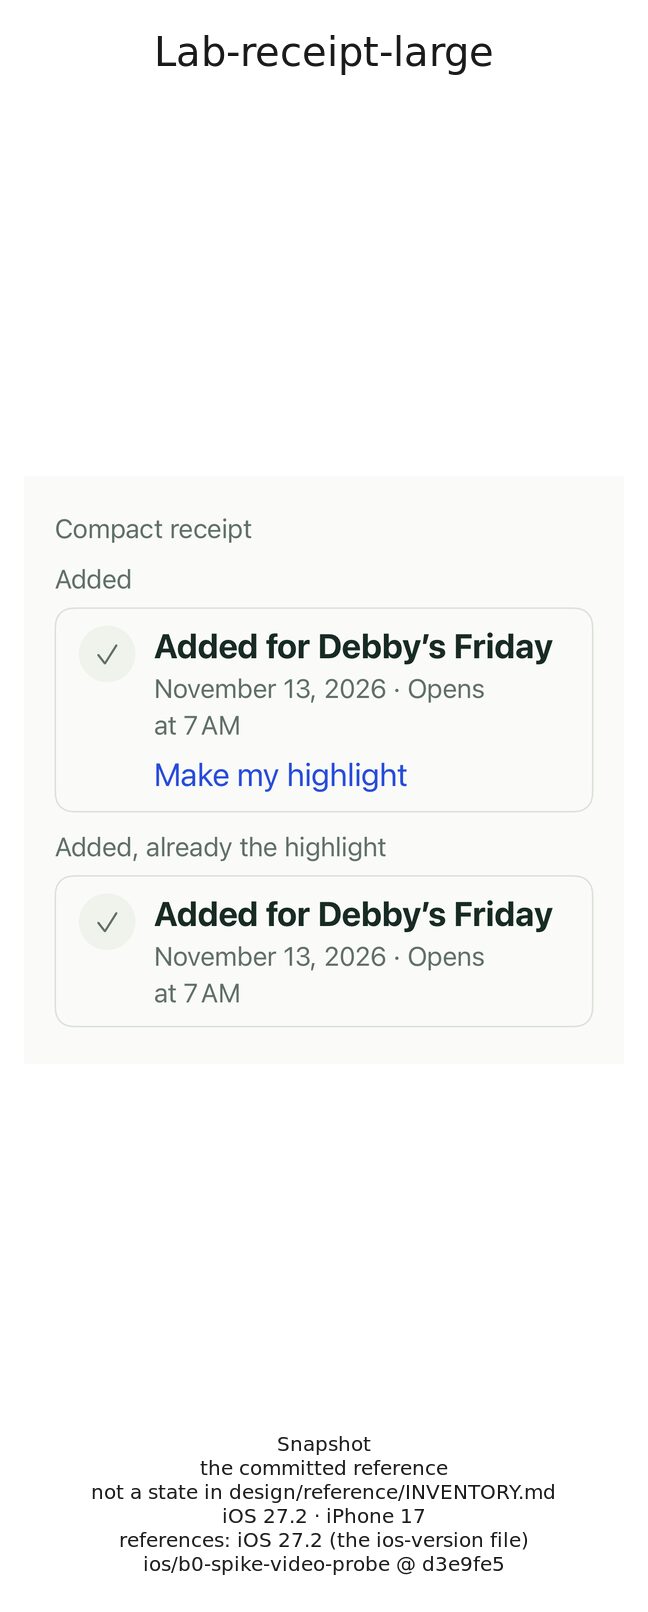 Lab-receipt-large
Compact receipt
Added
Added for Debby’s Friday
November 13, 2026 · Opens
at 7 AM
Make my highlight
Added, already the highlight
Added for Debby’s Friday
November 13, 2026 · Opens
at 7 AM
Snapshot
the committed reference
not a state in design/reference/INVENTORY.md
iOS 27.2 · iPhone 17
references: iOS 27.2 (the ios-version file)
ios/b0-spike-video-probe @ d3e9fe5